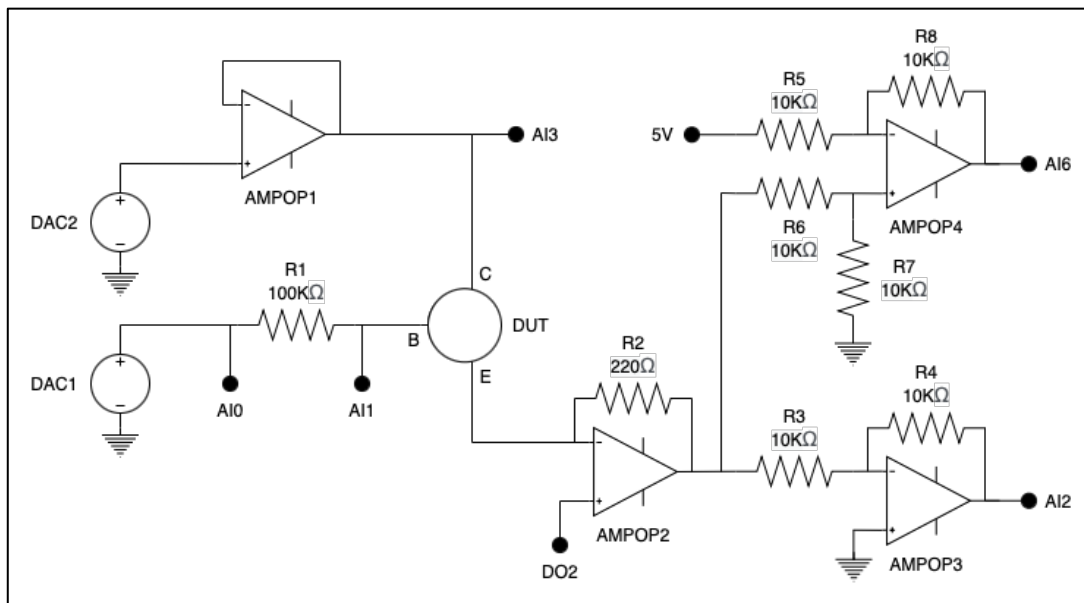 R8
10KΩ
R5
10KΩ
-
+
5V
AI3
AI6
AMPOP1
+
-
DAC2
-
+
AMPOP4
R6
10KΩ
R7
10KΩ
R1
100KΩ
C
B
DUT
E
+
-
DAC1
AI0
AI1
R2
220Ω
R4
10KΩ
R3
10KΩ
-
+
AMPOP2
-
+
AI2
DO2
AMPOP3